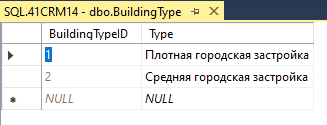 SQL.41CRM14 - dbo.BuildingType
BuildingTypeID Type
1 Плотная городская застройка
2 Средняя городская застройка
NULL NULL